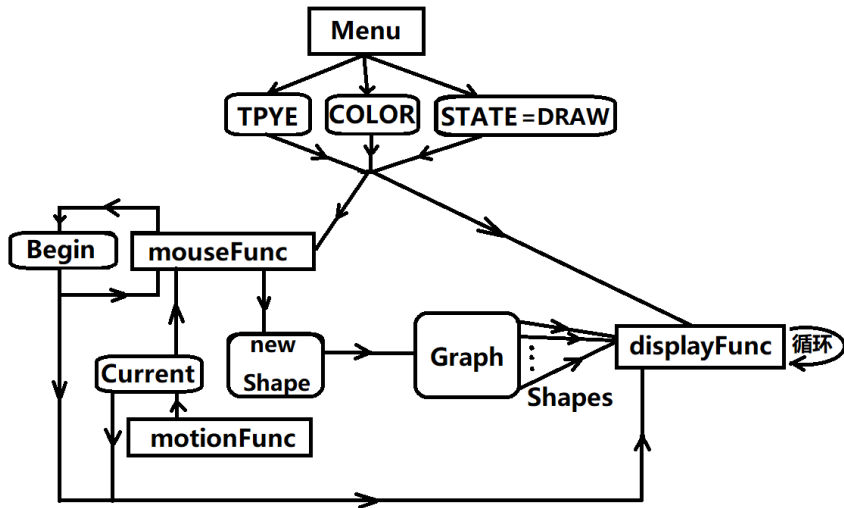 Menu
TPYE
COLOR
STATE=DRAW
Begin
mouseFunc
new
Shape
Graph
displayFunc
循环
Current
Shapes
motionFunc